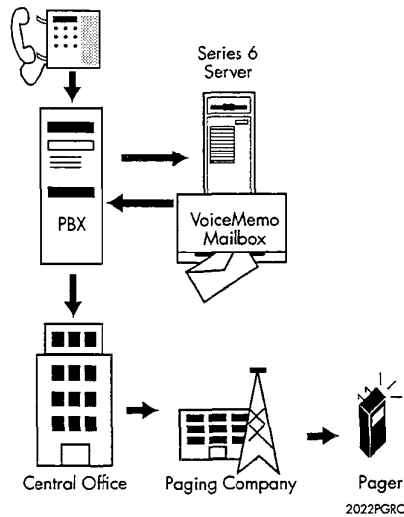 Series 6
Server
PBX
VoiceMemo
Mailbox
Central Office
Paging Company
Pager
2022PGRC